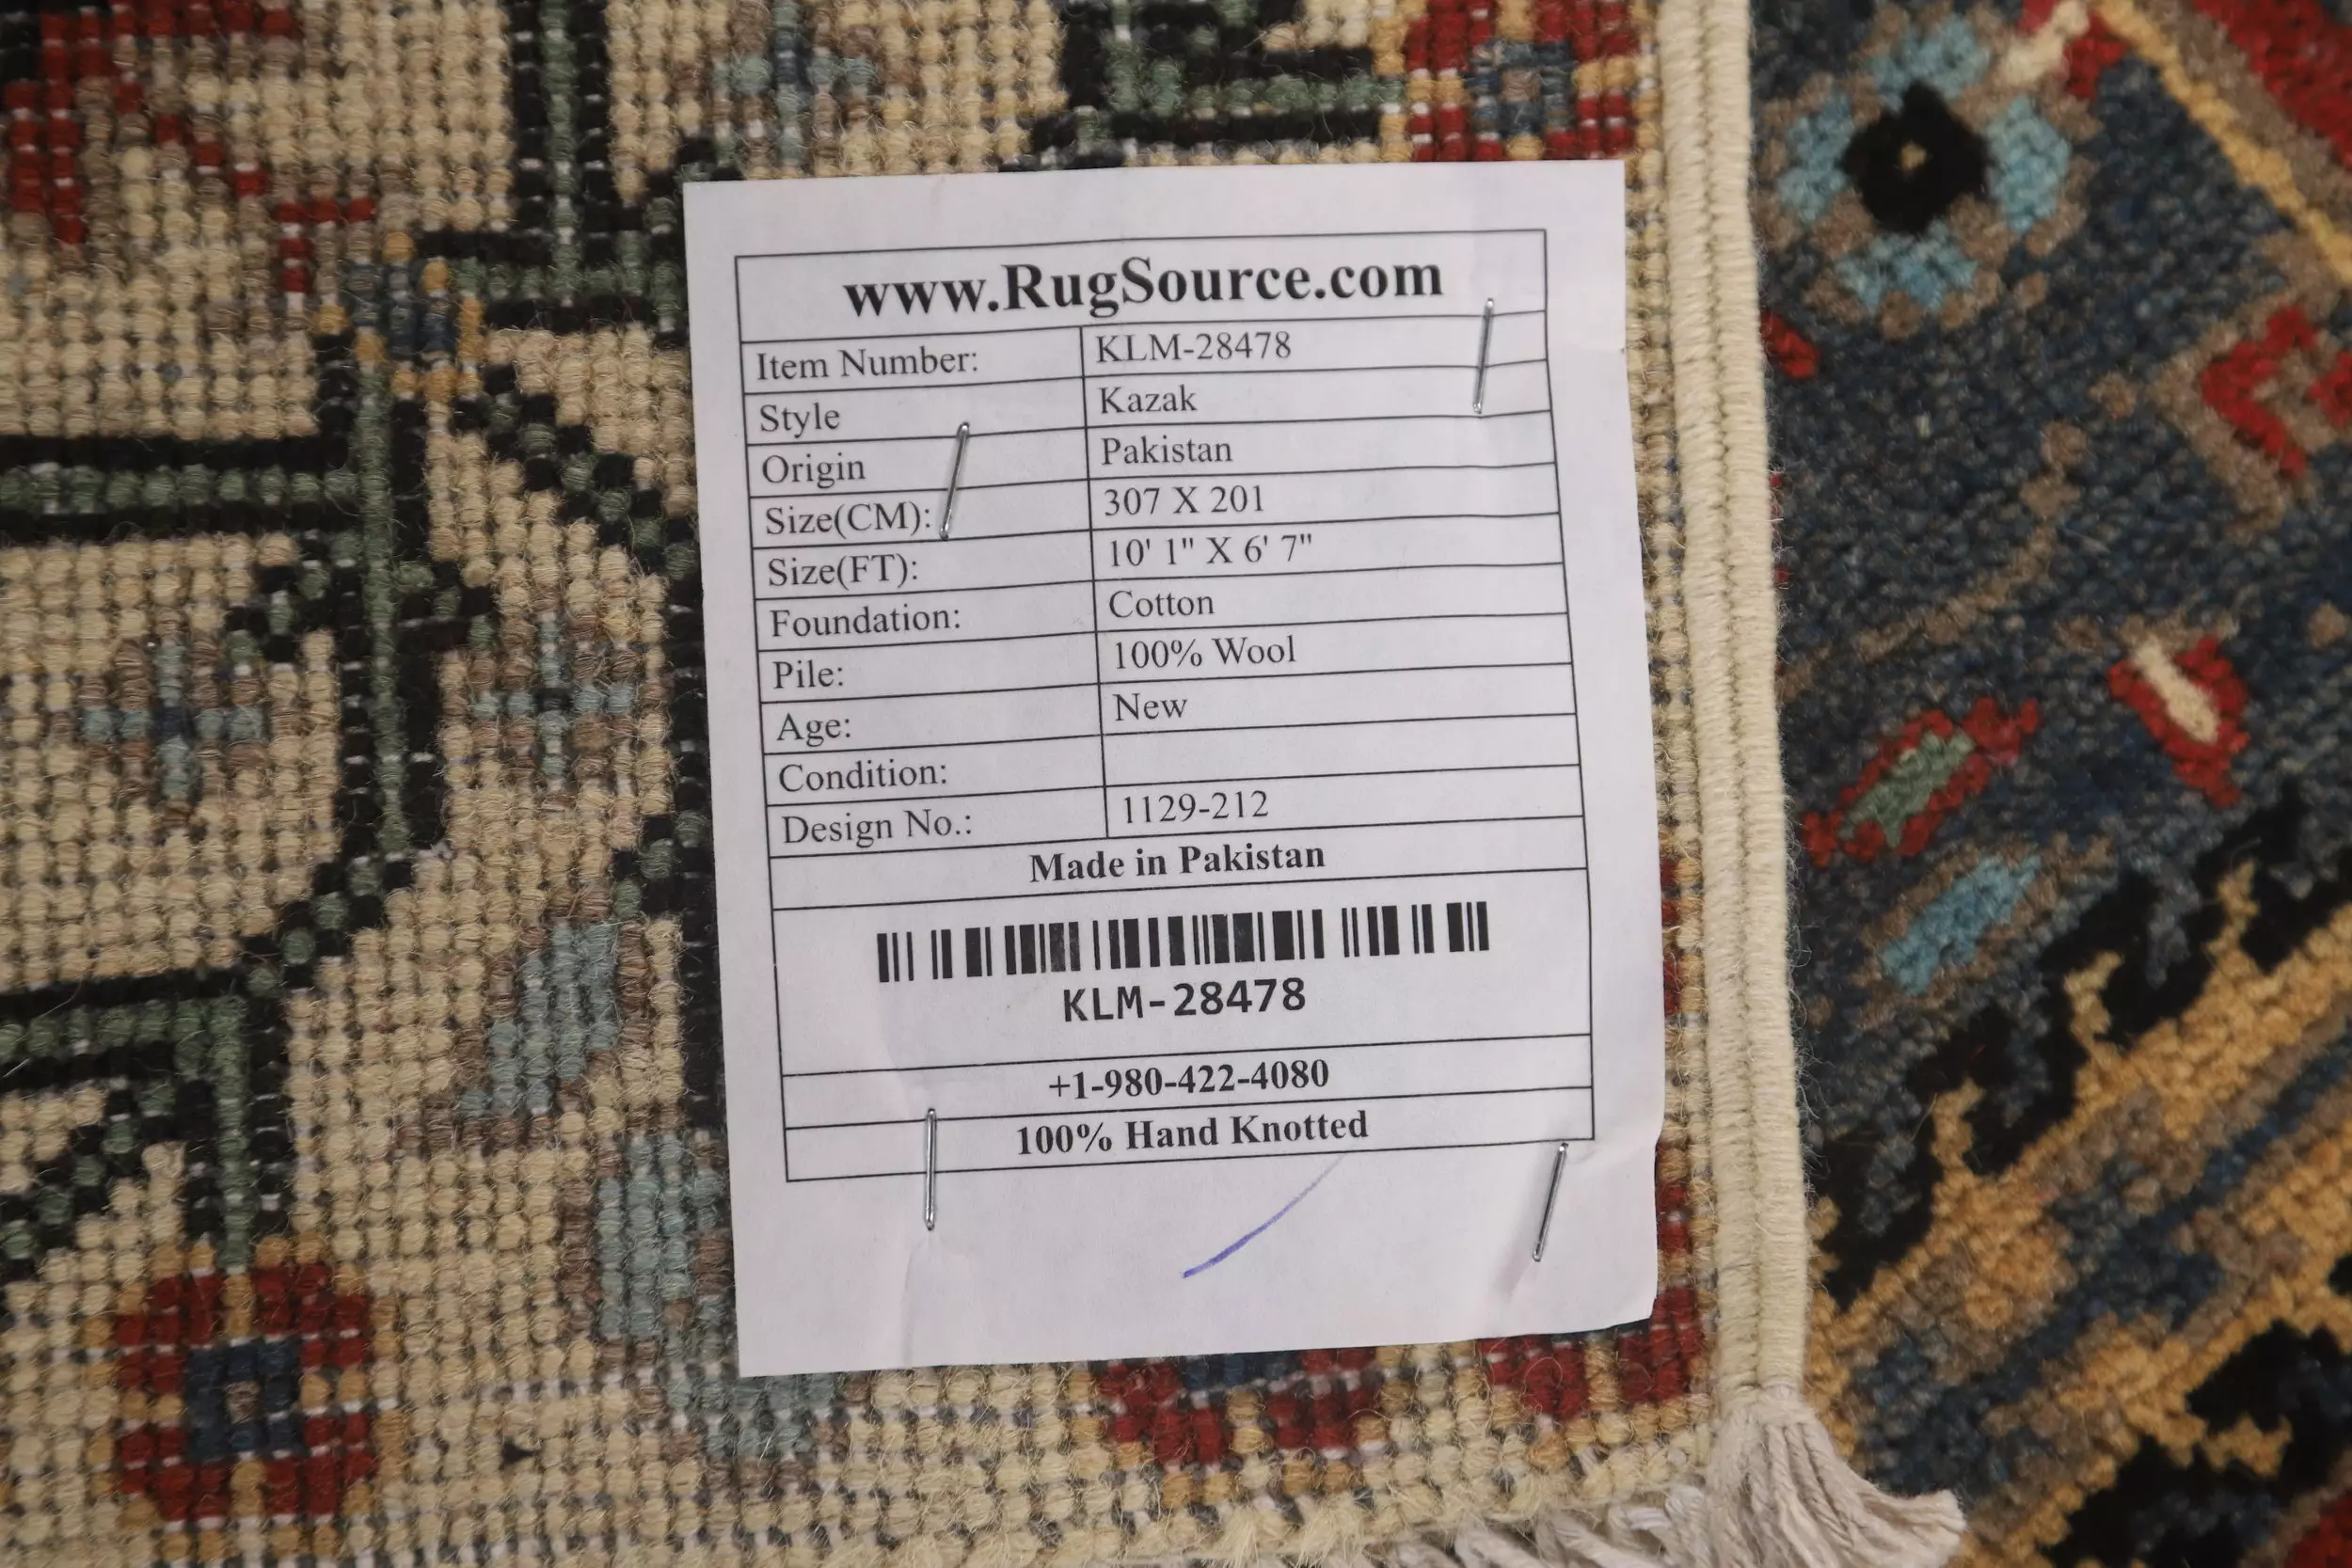 www.RugSource.com
Item Number: KLM-28478
Style Kazak
Origin Pakistan
Size(CM): 307 X 201
Size(FT): 10' 1" X 6' 7"
Foundation: Cotton
Pile: 100% Wool
Age: New
Condition:
Design No.: 1129-212
Made in Pakistan
KLM-28478
+1-980-422-4080
100% Hand Knotted